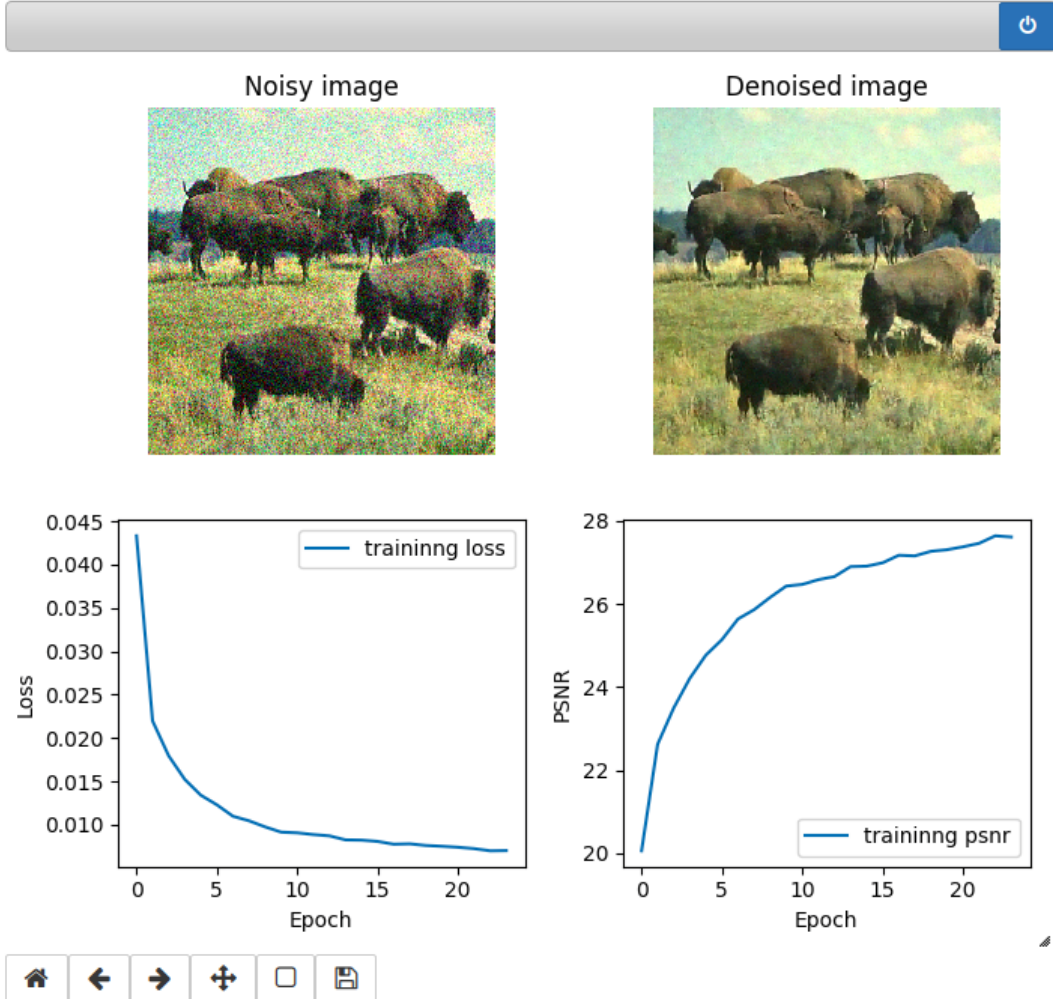 Noisy image
Denoised image
0.045
0.040
0.035
0.030
0.025
0.020
0.015
0.010
Loss
traininng loss
0 5 10 15 20
Epoch
28
26
24
22
20
PSNR
traininng psnr
0 5 10 15 20
Epoch